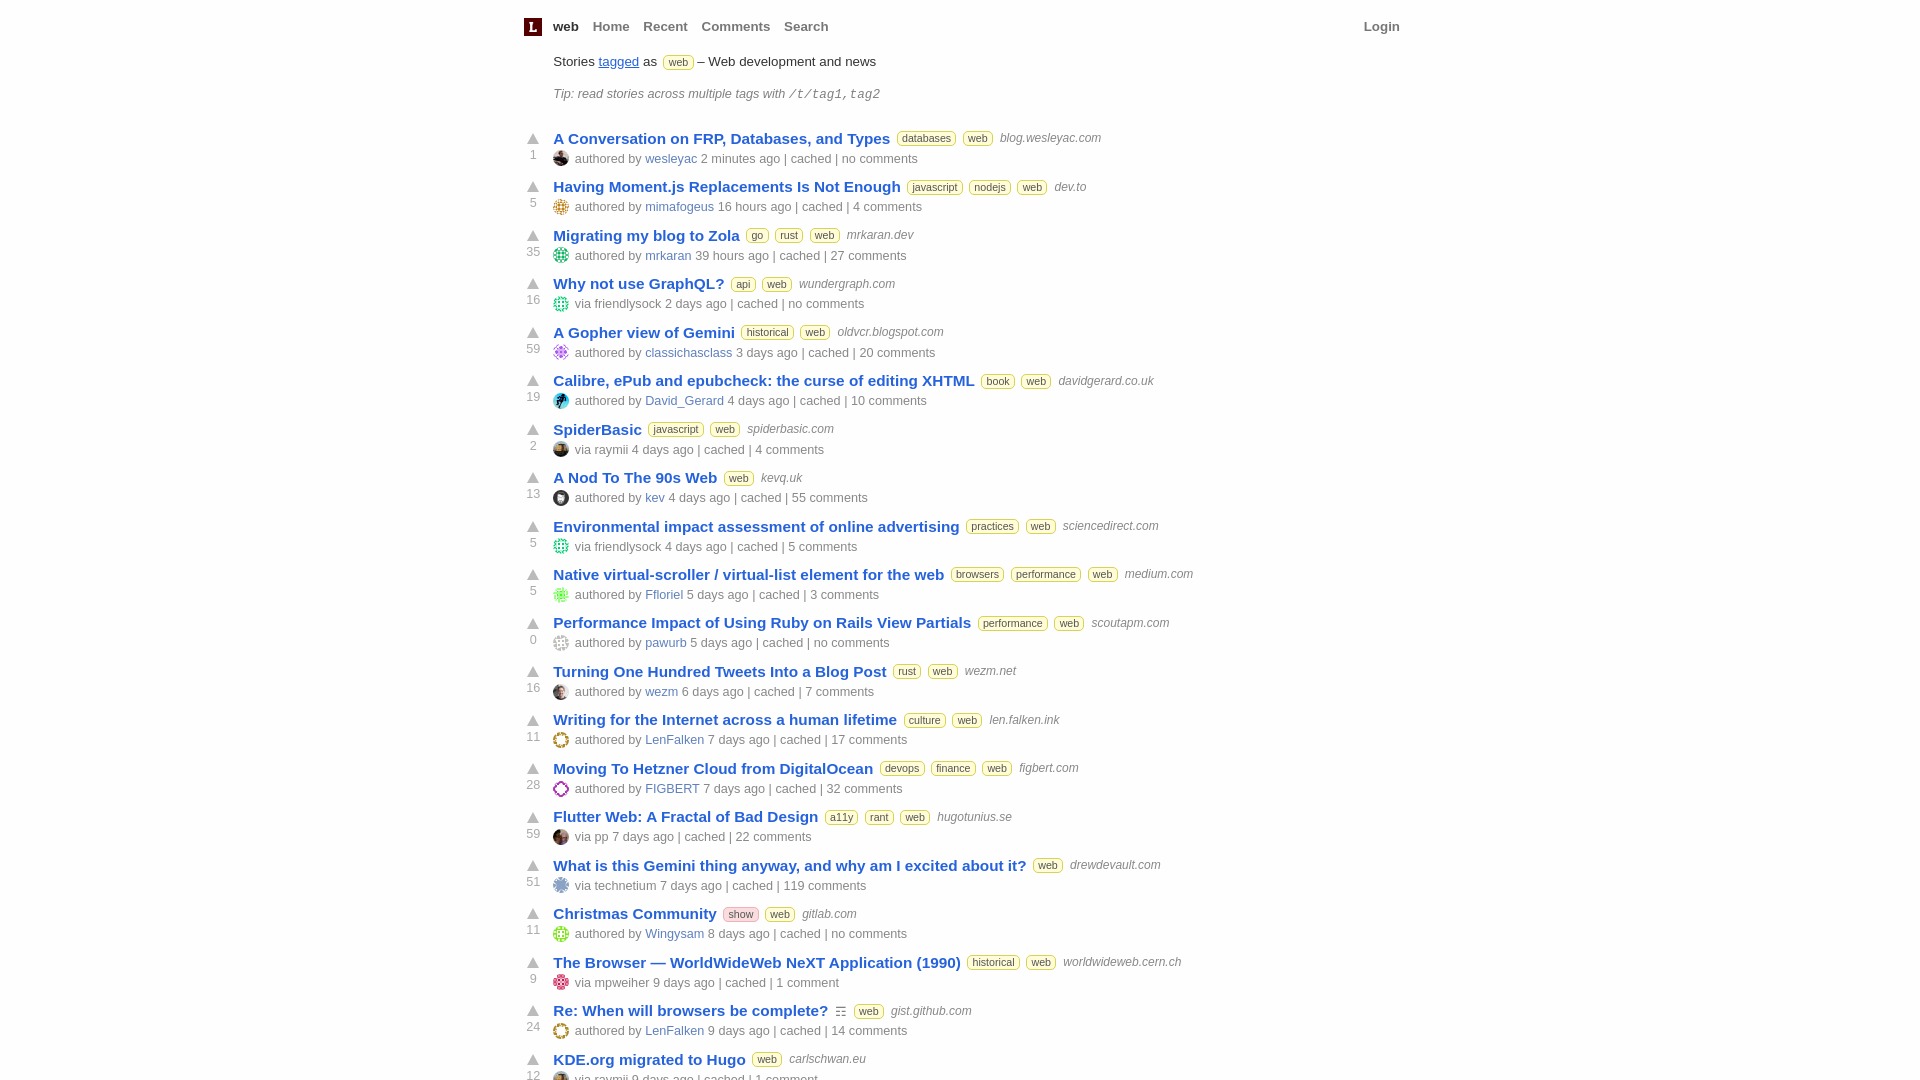 L web Home Recent Comments Search Login
Stories tagged as web – Web development and news
Tip: read stories across multiple tags with /t/tag1,tag2
A Conversation on FRP, Databases, and Types databases web blog.wesleyac.com
1 authored by wesleyac 2 minutes ago | cached | no comments
Having Moment.js Replacements Is Not Enough javascript nodejs web dev.to
5 authored by mimafogeus 16 hours ago | cached | 4 comments
Migrating my blog to Zola go rust web mrkaran.dev
35 authored by mrkaran 39 hours ago | cached | 27 comments
Why not use GraphQL? api web wundergraph.com
16 via friendlysock 2 days ago | cached | no comments
A Gopher view of Gemini historical web oldvcr.blogspot.com
59 authored by classichasclass 3 days ago | cached | 20 comments
Calibre, ePub and epubcheck: the curse of editing XHTML book web davidgerard.co.uk
19 authored by David_Gerard 4 days ago | cached | 10 comments
SpiderBasic javascript web spiderbasic.com
2 via raymii 4 days ago | cached | 4 comments
A Nod To The 90s Web web kevq.uk
13 authored by kev 4 days ago | cached | 55 comments
Environmental impact assessment of online advertising practices web sciencedirect.com
5 via friendlysock 4 days ago | cached | 5 comments
Native virtual-scroller / virtual-list element for the web browsers performance web medium.com
5 authored by Ffloriel 5 days ago | cached | 3 comments
Performance Impact of Using Ruby on Rails View Partials performance web scoutapm.com
0 authored by pawurb 5 days ago | cached | no comments
Turning One Hundred Tweets Into a Blog Post rust web wezm.net
16 authored by wezm 6 days ago | cached | 7 comments
Writing for the Internet across a human lifetime culture web len.falken.ink
11 authored by LenFalken 7 days ago | cached | 17 comments
Moving To Hetzner Cloud from DigitalOcean devops finance web figbert.com
28 authored by FIGBERT 7 days ago | cached | 32 comments
Flutter Web: A Fractal of Bad Design a11y rant web hugotunius.se
59 via pp 7 days ago | cached | 22 comments
What is this Gemini thing anyway, and why am I excited about it? web drewdevault.com
51 via technetium 7 days ago | cached | 119 comments
Christmas Community show web gitlab.com
11 authored by Wingysam 8 days ago | cached | no comments
The Browser — WorldWideWeb NeXT Application (1990) historical web worldwideweb.cern.ch
9 via mpweiher 9 days ago | cached | 1 comment
Re: When will browsers be complete? ☶ web gist.github.com
24 authored by LenFalken 9 days ago | cached | 14 comments
KDE.org migrated to Hugo web carlschwan.eu
12 via raymii 9 days ago | cached | 1 comment